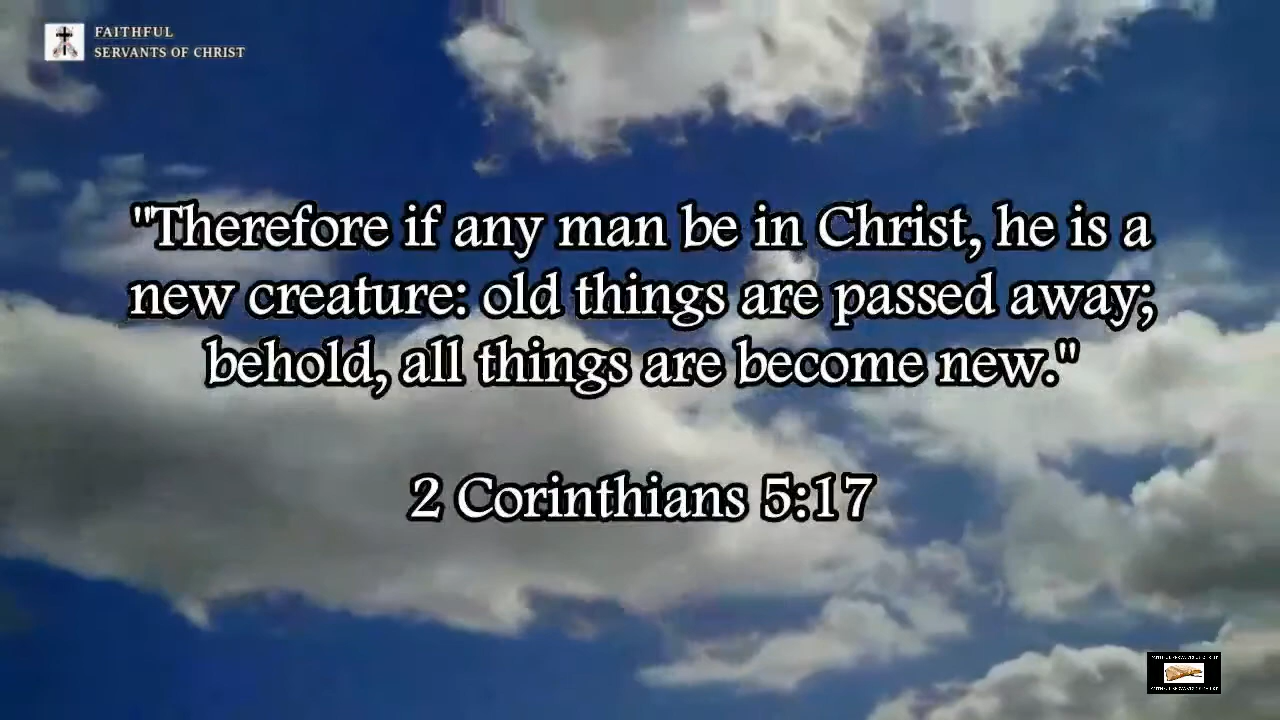 FAITHFUL
SERVANTS OF CHRIST
"Therefore if any man be in Christ, he is a
new creature: old things are passed away;
behold, all things are become new."
2 Corinthians 5:17